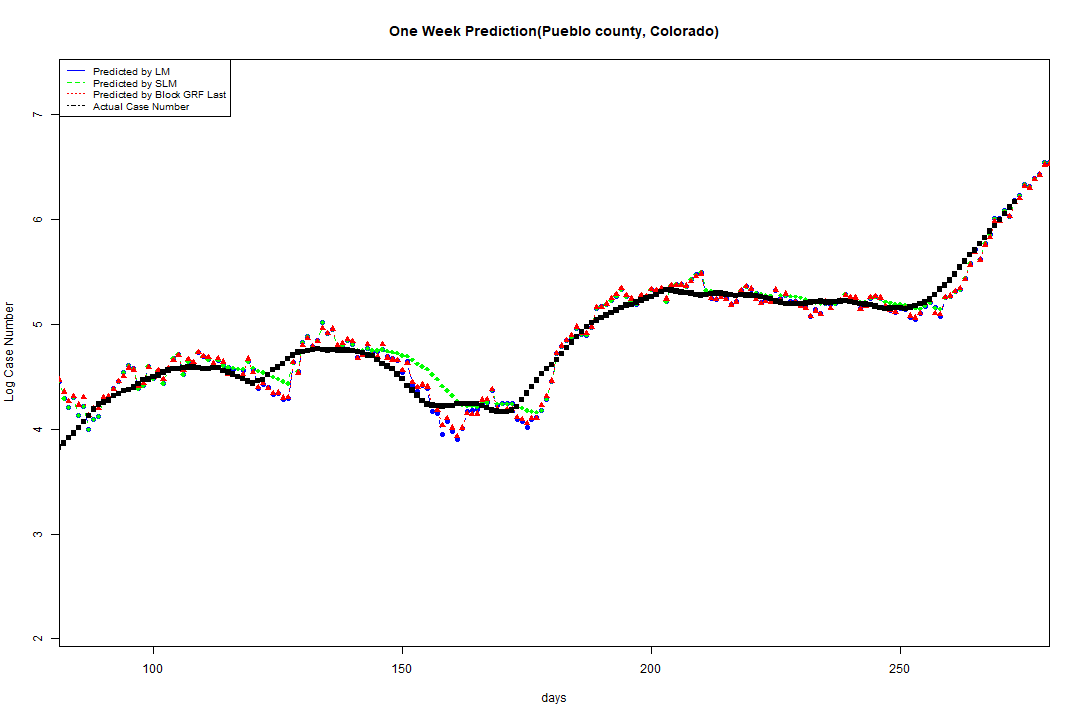 One Week Prediction(Pueblo county, Colorado)
Predicted by LM
Predicted by SLM
Predicted by Block GRF Last
Actual Case Number
7
6
5
4
3
2
Log Case Number
100 150 200 250
days